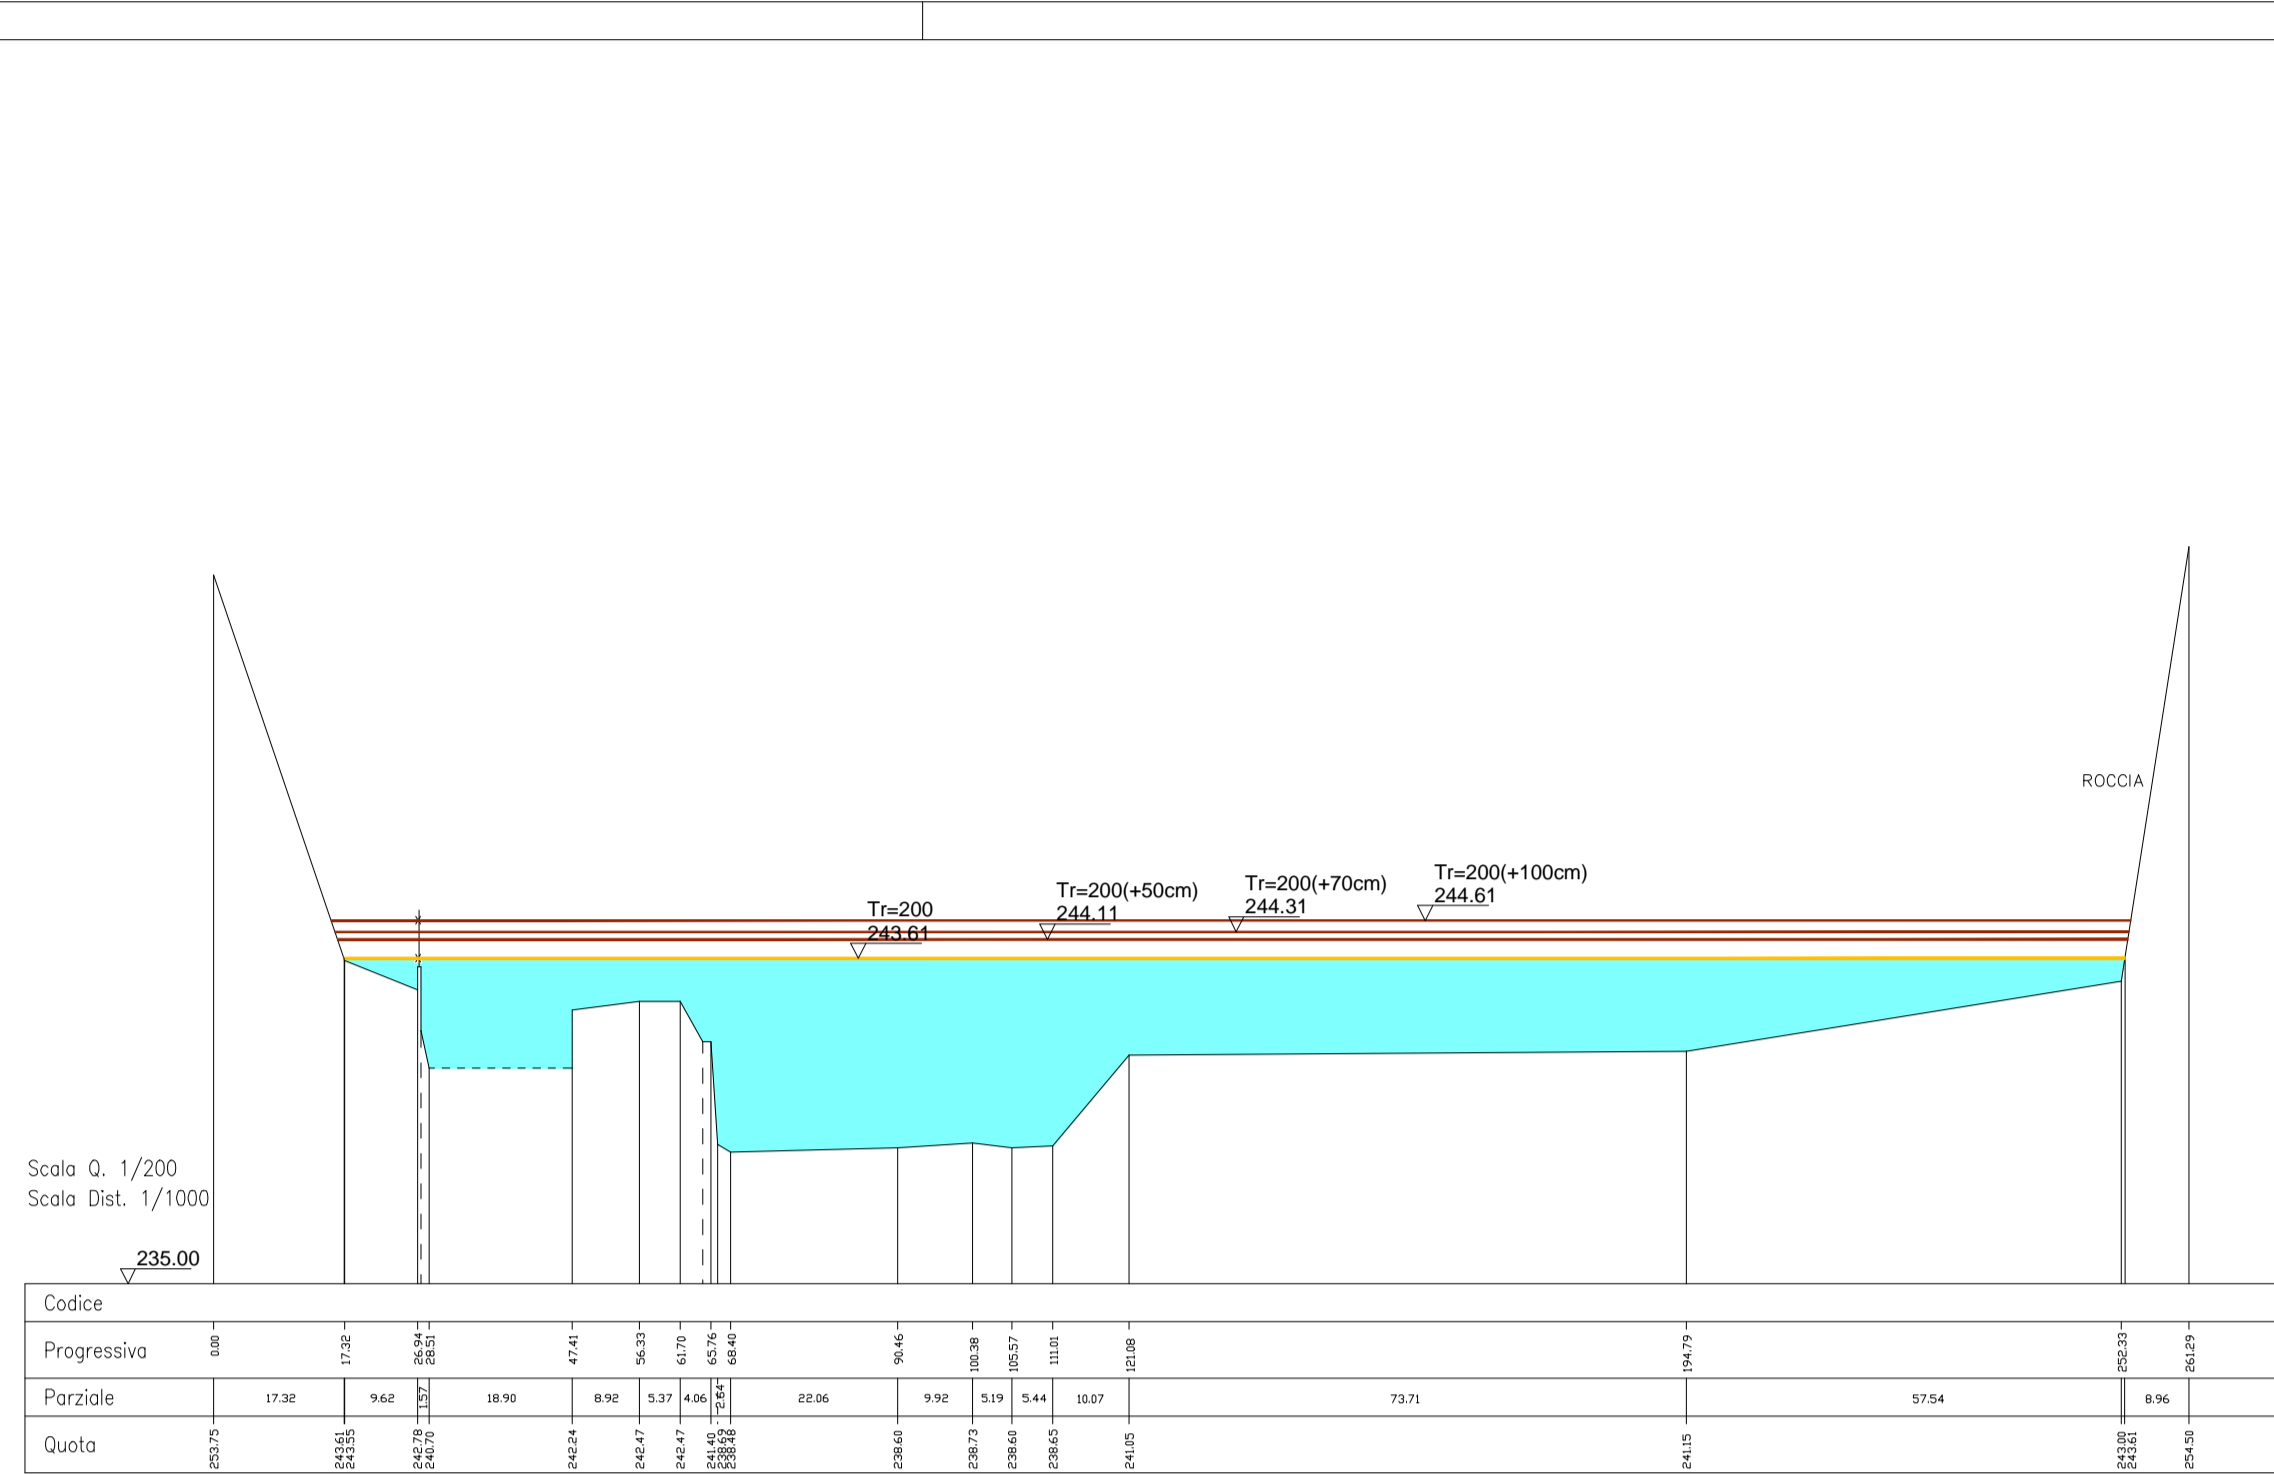 ROCCIA
Tr=200(+100cm)
244.61
Tr=200(+70cm)
244.31
Tr=200(+50cm)
244.11
Tr=200
243.61
Scala Q. 1/200
Scala Dist. 1/1000
235.00
Codice
Progressiva 0.00 17.32 26.94 28.51 47.41 56.33 61.70 65.76 68.40 90.46 100.38 105.57 111.01 121.08 194.79 252.33 261.29
Parziale 17.32 9.62 1.57 18.90 8.92 5.37 4.06 2.64 22.06 9.92 5.19 5.44 10.07 73.71 57.54 8.96
Quota 253.75 243.61 243.55 242.78 240.70 242.24 242.47 242.47 241.40 238.69 238.48 238.60 238.73 238.60 238.65 241.05 241.15 243.00 243.61 254.50